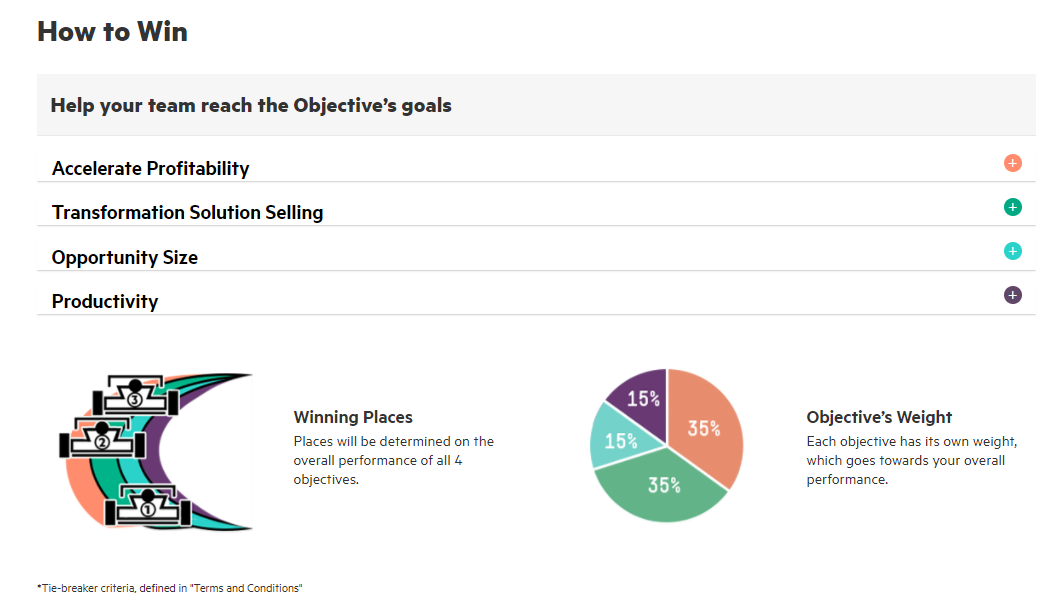 How to Win
Help your team reach the Objective's goals
Accelerate Profitability
+
Transformation Solution Selling
+
Opportunity Size
+
Productivity
+
3
2
1
Winning Places
Places will be determined on the
overall performance of all 4
objectives.
15%
35%
15%
35%
Objective's Weight
Each objective has its own weight,
which goes towards your overall
performance.
*Tie-breaker criteria, defined in "Terms and Conditions"